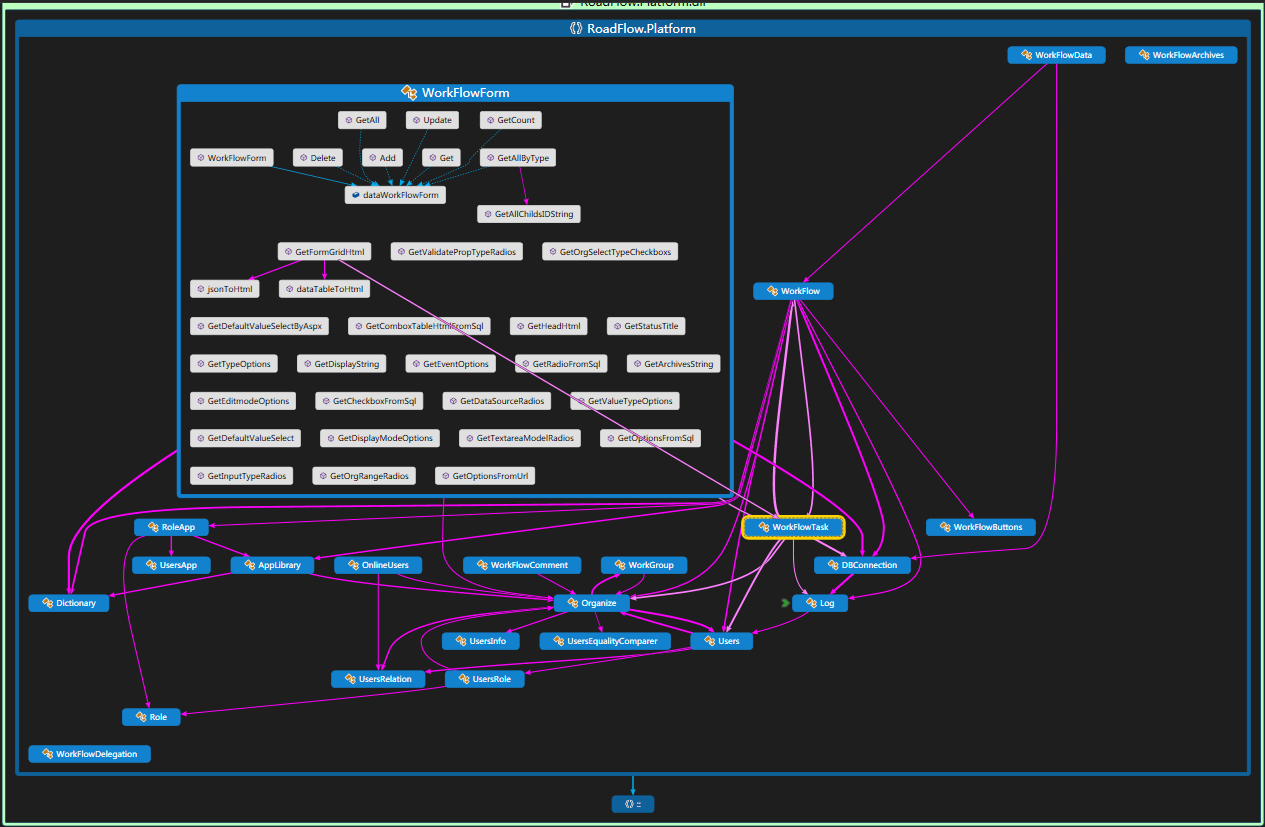 RoadFlow.Platform.dll
RoadFlow.Platform
WorkFlowData
WorkFlowArchives
WorkFlowForm
GetAll
Update
GetCount
WorkFlowForm
Delete
Add
Get
GetAllByType
dataWorkFlowForm
GetAllChildsIDString
GetFormGridHtml
GetValidatePropTypeRadios
GetOrgSelectTypeCheckboxs
jsonToHtml
dataTableToHtml
WorkFlow
GetDefaultValueSelectByAspx
GetComboxTableHtmlFromSql
GetHeadHtml
GetStatusTitle
GetTypeOptions
GetDisplayString
GetEventOptions
GetRadioFromSql
GetArchivesString
GetEditmodeOptions
GetCheckboxFromSql
GetDataSourceRadios
GetValueTypeOptions
GetDefaultValueSelect
GetDisplayModeOptions
GetTextareaModelRadios
GetOptionsFromSql
GetInputTypeRadios
GetOrgRangeRadios
GetOptionsFromUrl
RoleApp
WorkFlowTask
WorkFlowButtons
UsersApp
AppLibrary
OnlineUsers
WorkFlowComment
WorkGroup
DBConnection
Dictionary
Organize
Log
UsersInfo
UsersEqualityComparer
Users
UsersRelation
UsersRole
Role
WorkFlowDelegation
::